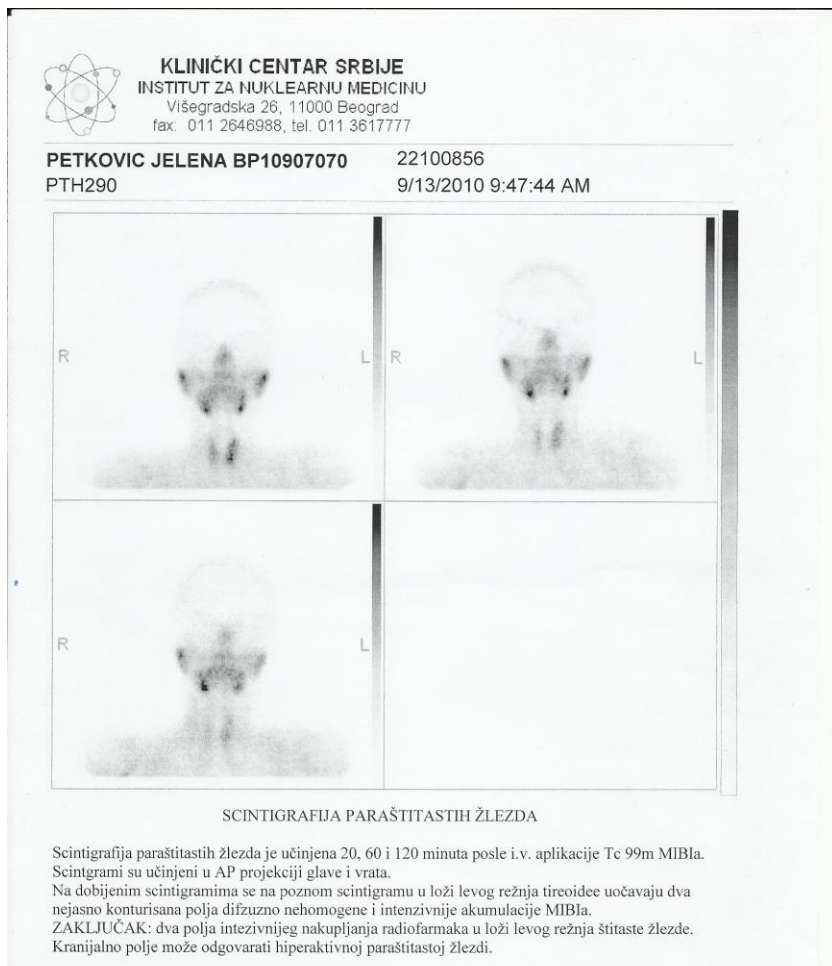 KLINIČKI CENTAR SRBIJE
INSTITUT ZA NUKLEARNU MEDICINU
Višegradska 26, 11000 Beograd
fax: 011 2646988, tel. 011 3617777
PETKOVIC JELENA BP10907070 22100856
PTH290 9/13/2010 9:47:44 AM
R L R L
R L
SCINTIGRAFIJA PARAŠTITASTIH ŽLEZDA
Scintigrafija paraštitastih žlezda je učinjena 20, 60 i 120 minuta posle i.v. aplikacije Tc 99m MIBIa.
Scintgrami su učinjeni u AP projekciji glave i vrata.
Na dobijenim scintigramima se na poznom scintigramu u loži levog režnja tireoidee uočavaju dva
nejasno konturisana polja difzuzno nehomogene i intenzivnije akumulacije MIBIa.
ZAKLJUČAK: dva polja intezivnijeg nakupljanja radiofarmaka u loži levog režnja štitaste žlezde.
Kranijalno polje može odgovarati hiperaktivnoj paraštitastoj žlezdi.